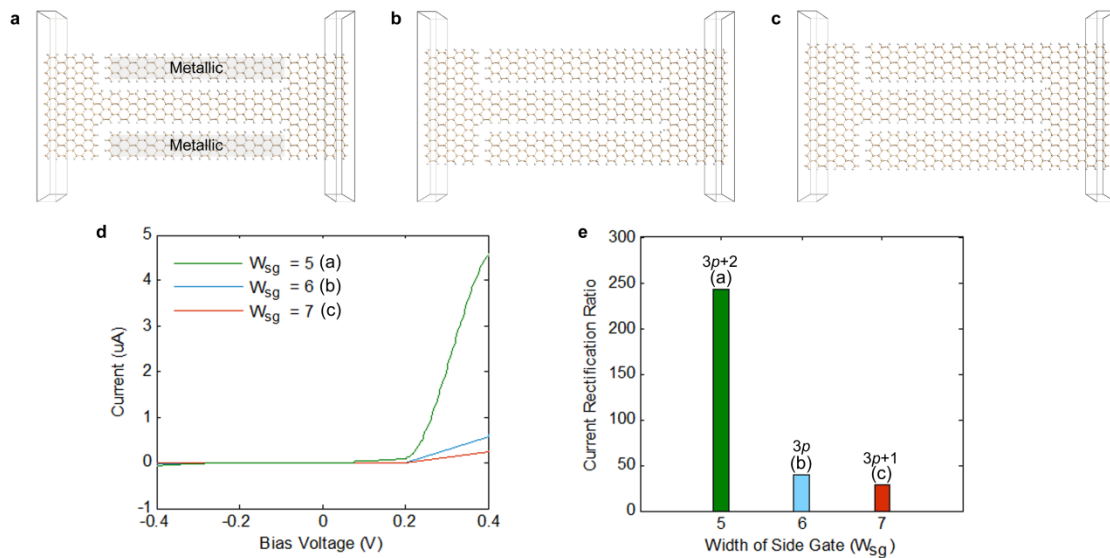 a
b
c
Metallic
Metallic
d
5
4
3
2
1
0
-1
-0.4
-0.2
0
0.2
0.4
Current (uA)
Bias Voltage (V)
Wsg = 5 (a)
Wsg = 6 (b)
Wsg = 7 (c)
e
300
250
200
150
100
50
0
Current Rectification Ratio
3p+2
(a)
3p
(b)
3p+1
(c)
5
6
7
Width of Side Gate (Wsg)